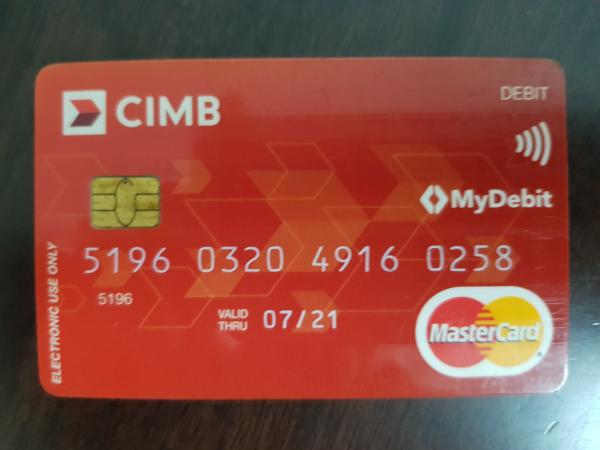 CIMB
DEBIT
MyDebit
5196 0320 4916 0258
5196
VALID THRU 07/21
MasterCard
ELECTRONIC USE ONLY